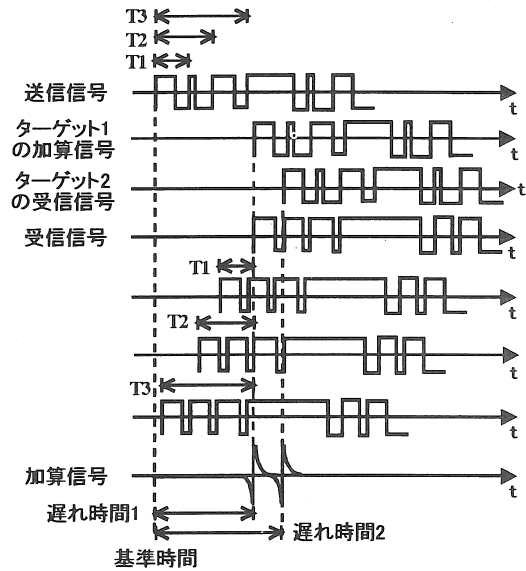 T3
T2
T1
送信信号
t
ターゲット1
の加算信号
t
ターゲット2
の受信信号
t
受信信号
t
T1
t
T2
t
T3
t
加算信号
t
遅れ時間1
遅れ時間2
基準時間